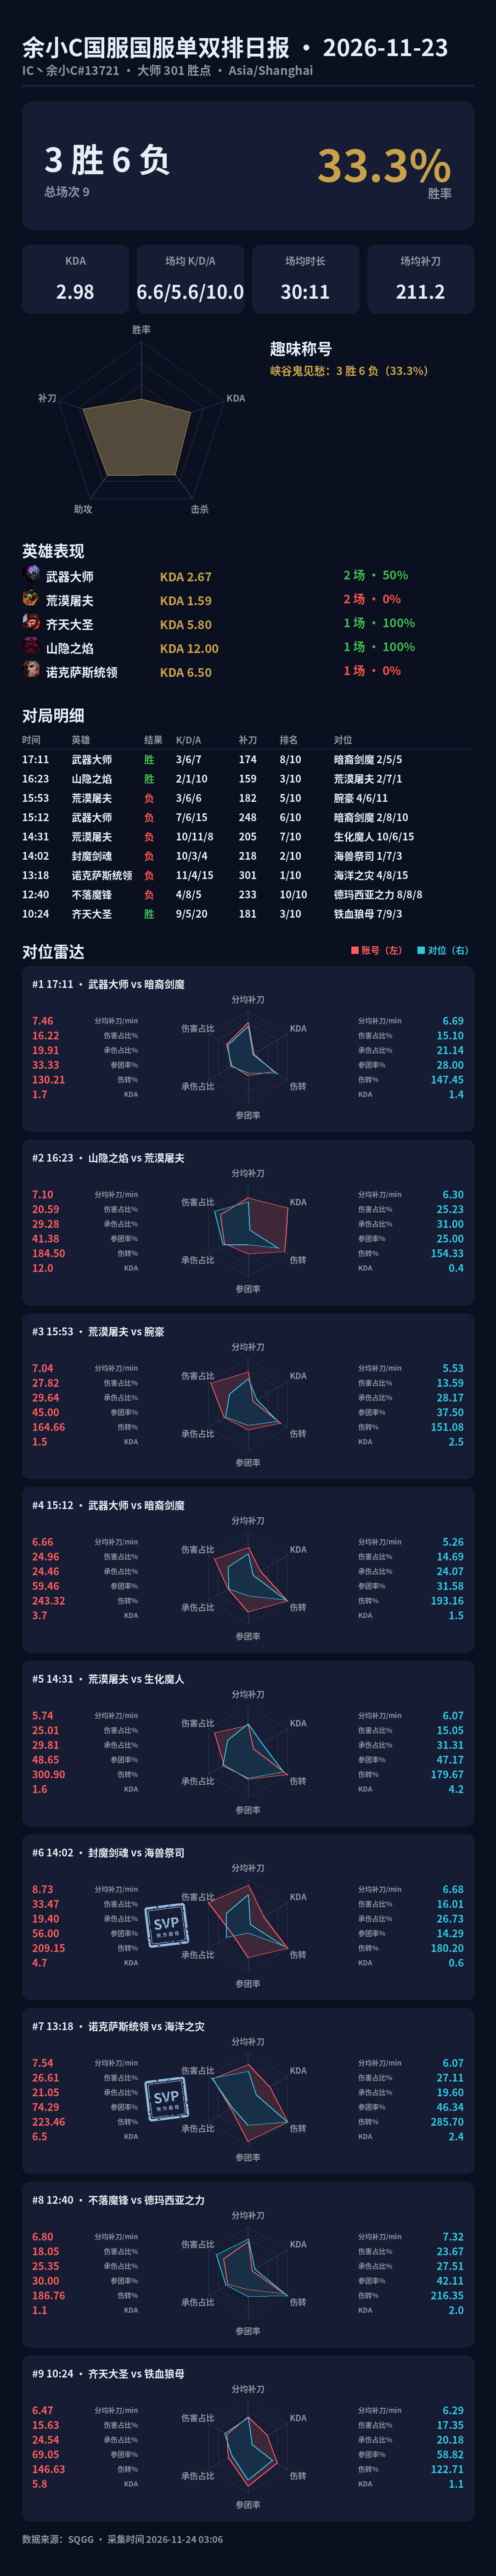 余小C国服国服单双排日报 · 2026-11-23
IC丶余小C#13721 · 大师 301 胜点 · Asia/Shanghai
3 胜 6 负
33.3%
总场次 9
胜率
KDA 场均 K/D/A 场均时长 场均补刀
2.98 6.6/5.6/10.0 30:11 211.2
胜率
补刀
KDA
助攻
击杀
趣味称号
峡谷鬼见愁：3 胜 6 负（33.3%）
英雄表现
武器大师 KDA 2.67 2 场 · 50%
荒漠屠夫 KDA 1.59 2 场 · 0%
齐天大圣 KDA 5.80 1 场 · 100%
山隐之焰 KDA 12.00 1 场 · 100%
诺克萨斯统领 KDA 6.50 1 场 · 0%
对局明细
时间 英雄 结果 K/D/A 补刀 排名 对位
17:11 武器大师 胜 3/6/7 174 8/10 暗裔剑魔 2/5/5
16:23 山隐之焰 胜 2/1/10 159 3/10 荒漠屠夫 2/7/1
15:53 荒漠屠夫 负 3/6/6 182 5/10 腕豪 4/6/11
15:12 武器大师 负 7/6/15 248 6/10 暗裔剑魔 2/8/10
14:31 荒漠屠夫 负 10/11/8 205 7/10 生化魔人 10/6/15
14:02 封魔剑魂 负 10/3/4 218 2/10 海兽祭司 1/7/3
13:18 诺克萨斯统领 负 11/4/15 301 1/10 海洋之灾 4/8/15
12:40 不落魔锋 负 4/8/5 233 10/10 德玛西亚之力 8/8/8
10:24 齐天大圣 胜 9/5/20 181 3/10 铁血狼母 7/9/3
对位雷达
账号（左） 对位（右）
#1 17:11 · 武器大师 vs 暗裔剑魔
分均补刀
伤害占比
KDA
承伤占比
伤转
参团率
7.46 分均补刀/min 分均补刀/min 6.69
16.22 伤害占比% 伤害占比% 15.10
19.91 承伤占比% 承伤占比% 21.14
33.33 参团率% 参团率% 28.00
130.21 伤转% 伤转% 147.45
1.7 KDA KDA 1.4
#2 16:23 · 山隐之焰 vs 荒漠屠夫
分均补刀
伤害占比
KDA
承伤占比
伤转
参团率
7.10 分均补刀/min 分均补刀/min 6.30
20.59 伤害占比% 伤害占比% 25.23
29.28 承伤占比% 承伤占比% 31.00
41.38 参团率% 参团率% 25.00
184.50 伤转% 伤转% 154.33
12.0 KDA KDA 0.4
#3 15:53 · 荒漠屠夫 vs 腕豪
分均补刀
伤害占比
KDA
承伤占比
伤转
参团率
7.04 分均补刀/min 分均补刀/min 5.53
27.82 伤害占比% 伤害占比% 13.59
29.64 承伤占比% 承伤占比% 28.17
45.00 参团率% 参团率% 37.50
164.66 伤转% 伤转% 151.08
1.5 KDA KDA 2.5
#4 15:12 · 武器大师 vs 暗裔剑魔
分均补刀
伤害占比
KDA
承伤占比
伤转
参团率
6.66 分均补刀/min 分均补刀/min 5.26
24.96 伤害占比% 伤害占比% 14.69
24.46 承伤占比% 承伤占比% 24.07
59.46 参团率% 参团率% 31.58
243.32 伤转% 伤转% 193.16
3.7 KDA KDA 1.5
#5 14:31 · 荒漠屠夫 vs 生化魔人
分均补刀
伤害占比
KDA
承伤占比
伤转
参团率
5.74 分均补刀/min 分均补刀/min 6.07
25.01 伤害占比% 伤害占比% 15.05
29.81 承伤占比% 承伤占比% 31.31
48.65 参团率% 参团率% 47.17
300.90 伤转% 伤转% 179.67
1.6 KDA KDA 4.2
#6 14:02 · 封魔剑魂 vs 海兽祭司
分均补刀
伤害占比
KDA
承伤占比
伤转
参团率
SVP
败方最佳
8.73 分均补刀/min 分均补刀/min 6.68
33.47 伤害占比% 伤害占比% 16.01
19.40 承伤占比% 承伤占比% 26.73
56.00 参团率% 参团率% 14.29
209.15 伤转% 伤转% 180.20
4.7 KDA KDA 0.6
#7 13:18 · 诺克萨斯统领 vs 海洋之灾
分均补刀
伤害占比
KDA
承伤占比
伤转
参团率
SVP
败方最佳
7.54 分均补刀/min 分均补刀/min 6.07
26.61 伤害占比% 伤害占比% 27.11
21.05 承伤占比% 承伤占比% 19.60
74.29 参团率% 参团率% 46.34
223.46 伤转% 伤转% 285.70
6.5 KDA KDA 2.4
#8 12:40 · 不落魔锋 vs 德玛西亚之力
分均补刀
伤害占比
KDA
承伤占比
伤转
参团率
6.80 分均补刀/min 分均补刀/min 7.32
18.05 伤害占比% 伤害占比% 23.67
25.35 承伤占比% 承伤占比% 27.51
30.00 参团率% 参团率% 42.11
186.76 伤转% 伤转% 216.35
1.1 KDA KDA 2.0
#9 10:24 · 齐天大圣 vs 铁血狼母
分均补刀
伤害占比
KDA
承伤占比
伤转
参团率
6.47 分均补刀/min 分均补刀/min 6.29
15.63 伤害占比% 伤害占比% 17.35
24.54 承伤占比% 承伤占比% 20.18
69.05 参团率% 参团率% 58.82
146.63 伤转% 伤转% 122.71
5.8 KDA KDA 1.1
数据来源：SQGG · 采集时间 2026-11-24 03:06